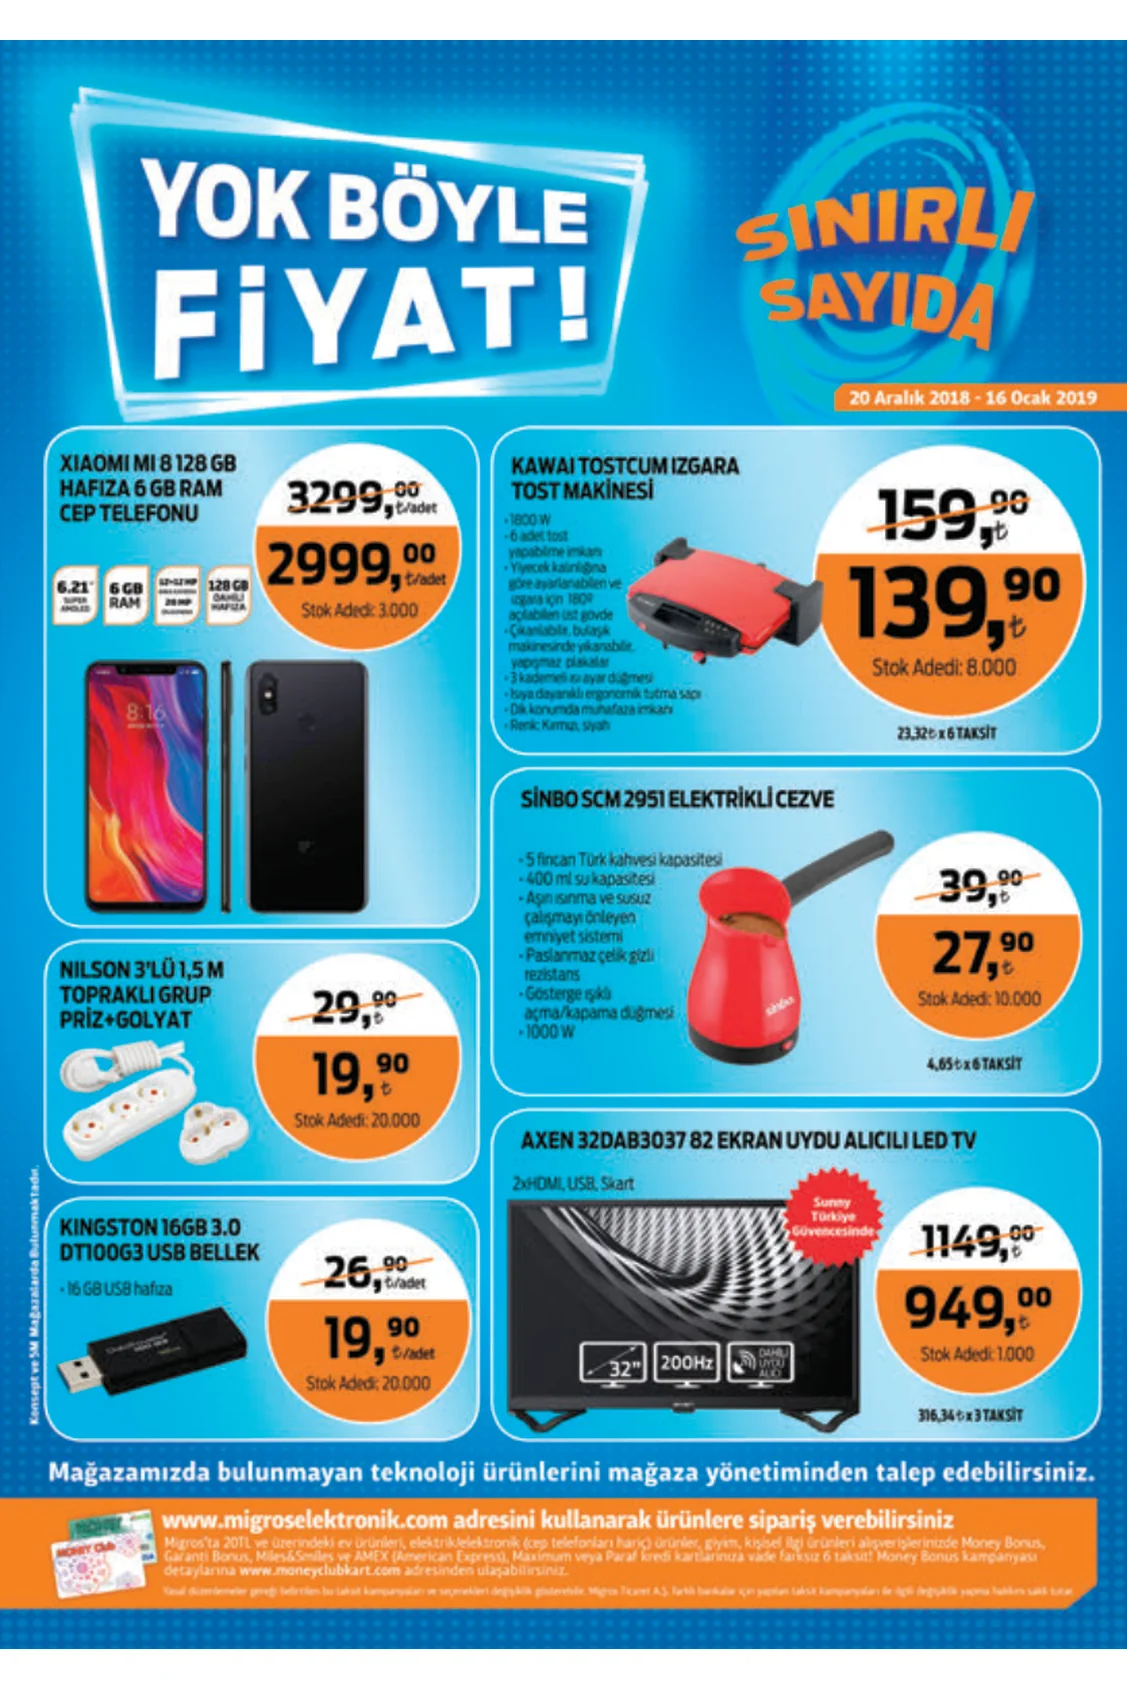 YOK BÖYLE
FİYAT!
SINIRLI
SAYIDA
20 Aralık 2018 - 16 Ocak 2019
XIAOMI MI 8 128 GB
HAFIZA 6 GB RAM
CEP TELEFONU
3299,00
₺/adet
2999,00
₺/adet
Stok Adedi: 3.000
6.21"
SUPER
AMOLED
6 GB
RAM
12+12 MP
20 MP
128 GB
DAHİLİ
HAFIZA
8:16
KAWAI TOSTCUM IZGARA
TOST MAKİNESİ
• 1800 W
• 6 adet tost
yapabilme imkanı
• Yiyecek kalınlığına
göre ayarlanabilen ve
ızgara için 180º
açılabilen üst gövde
• Çıkarılabilir, bulaşık
makinesinde yıkanabilir,
yapışmaz plakalar
• 3 kademeli ısı ayar düğmesi
• Isıya dayanıklı ergonomik tutma sapı
• Dik konumda muhafaza imkanı
• Renk: Kırmızı, siyah
159,90
₺
139,90
₺
Stok Adedi: 8.000
23,32₺ x 6 TAKSİT
SİNBO SCM 2951 ELEKTRİKLİ CEZVE
• 5 fincan Türk kahvesi kapasitesi
• 400 ml su kapasitesi
• Aşırı ısınma ve susuz
çalışmayı önleyen
emniyet sistemi
• Paslanmaz çelik gizli
rezistans
• Gösterge ışıklı
açma/kapama düğmesi
• 1000 W
sinbo
39,90
₺
27,90
₺
Stok Adedi: 10.000
4,65₺ x 6 TAKSİT
NILSON 3'LÜ 1,5 M
TOPRAKLI GRUP
PRİZ+GOLYAT
29,90
₺
19,90
₺
Stok Adedi: 20.000
KINGSTON 16GB 3.0
DT100G3 USB BELLEK
• 16 GB USB hafıza
26,90
₺/adet
19,90
₺/adet
Stok Adedi: 20.000
AXEN 32DAB3037 82 EKRAN UYDU ALICILI LED TV
2xHDMI, USB, Skart
Sunny
Türkiye
Güvencesinde
32"
200Hz
DAHİLİ
UYDU
ALICI
1149,00
₺
949,00
₺
Stok Adedi: 1.000
316,34₺ x 3 TAKSİT
Konsept ve 5M Mağazalarda Bulunmaktadır.
Mağazamızda bulunmayan teknoloji ürünlerini mağaza yönetiminden talep edebilirsiniz.
MONEY Club
www.migroselektronik.com adresini kullanarak ürünlere sipariş verebilirsiniz
Migros'ta 20TL ve üzerindeki ev ürünleri, elektrik/elektronik (cep telefonları hariç) ürünler, giyim, kişisel ilgi ürünleri alışverişlerinizde Money Bonus,
Garanti Bonus, Miles&Smiles ve AMEX (American Express), Maximum veya Paraf kredi kartlarınıza vade farksız 6 taksit! Money Bonus kampanyası
detaylarına www.moneyclubkart.com adresinden ulaşabilirsiniz.
Yasal düzenlemeler gereği belirtilen bu taksit kampanyaları ve seçenekleri değişiklik gösterebilir. Migros Ticaret A.Ş. farklı bankalar için yapılan taksit kampanyaları ile ilgili değişiklik yapma hakkını saklı tutar.